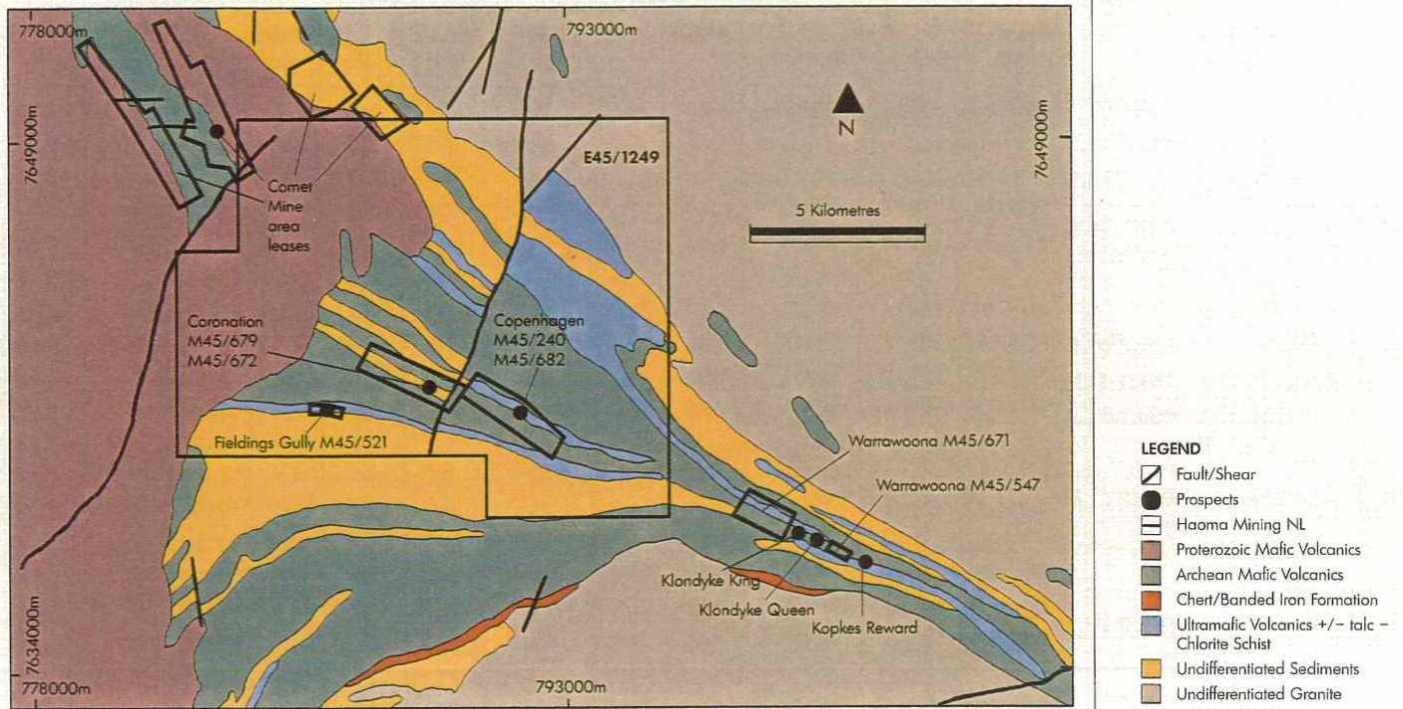 778000m
793000m
7649000m
7649000m
N
E45/1249
5 Kilometres
Comet
Mine
area
leases
Coronation
M45/679
M45/672
Copenhagen
M45/240
M45/682
Fieldings Gully M45/521
Warrawoona M45/671
Warrawoona M45/547
Klondyke King
Klondyke Queen
Kopkes Reward
7634000m
778000m
793000m
LEGEND
Fault/Shear
Prospects
Haoma Mining NL
Proterozoic Mafic Volcanics
Archean Mafic Volcanics
Chert/Banded Iron Formation
Ultramafic Volcanics +/– talc –
Chlorite Schist
Undifferentiated Sediments
Undifferentiated Granite